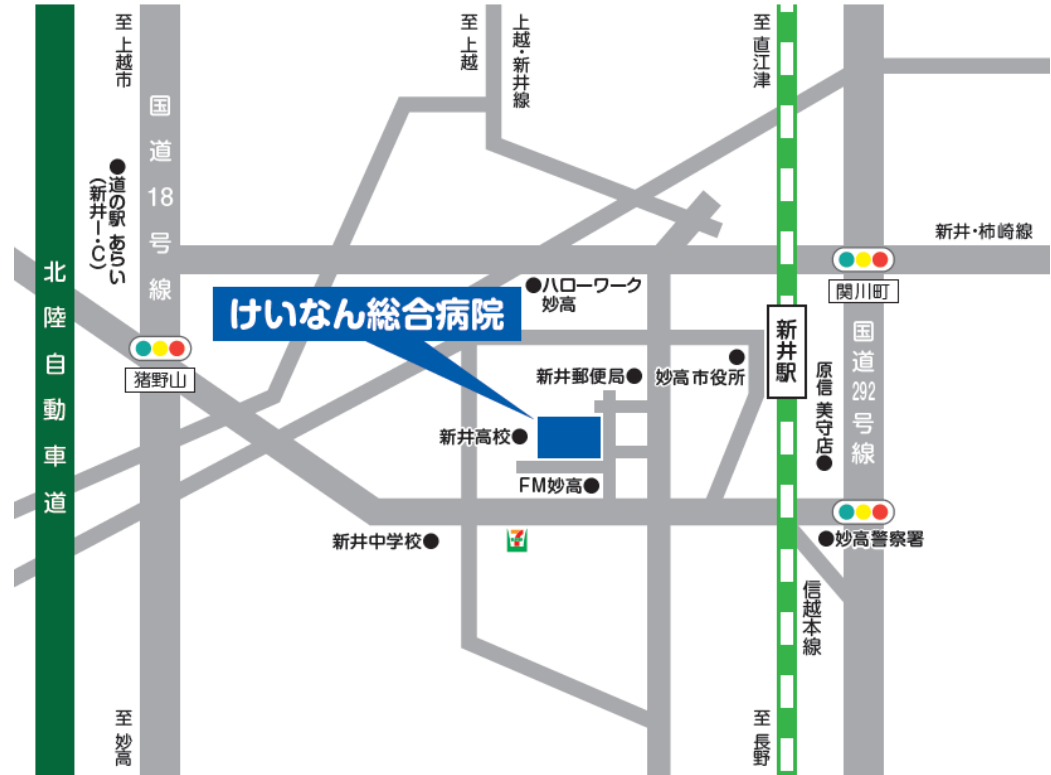 至 上越市
至 上越
上越・新井線
至 直江津
国道18号線
●道の駅 あらい
（新井I・C）
新井・柿崎線
北陸自動車道
●ハローワーク
妙高
関川町
けいなん総合病院
新井駅
国道292号線
猪野山
新井郵便局●
妙高市役所
原信 美守店●
新井高校●
FM妙高●
新井中学校●
7
●妙高警察署
信越本線
至 妙高
至 長野